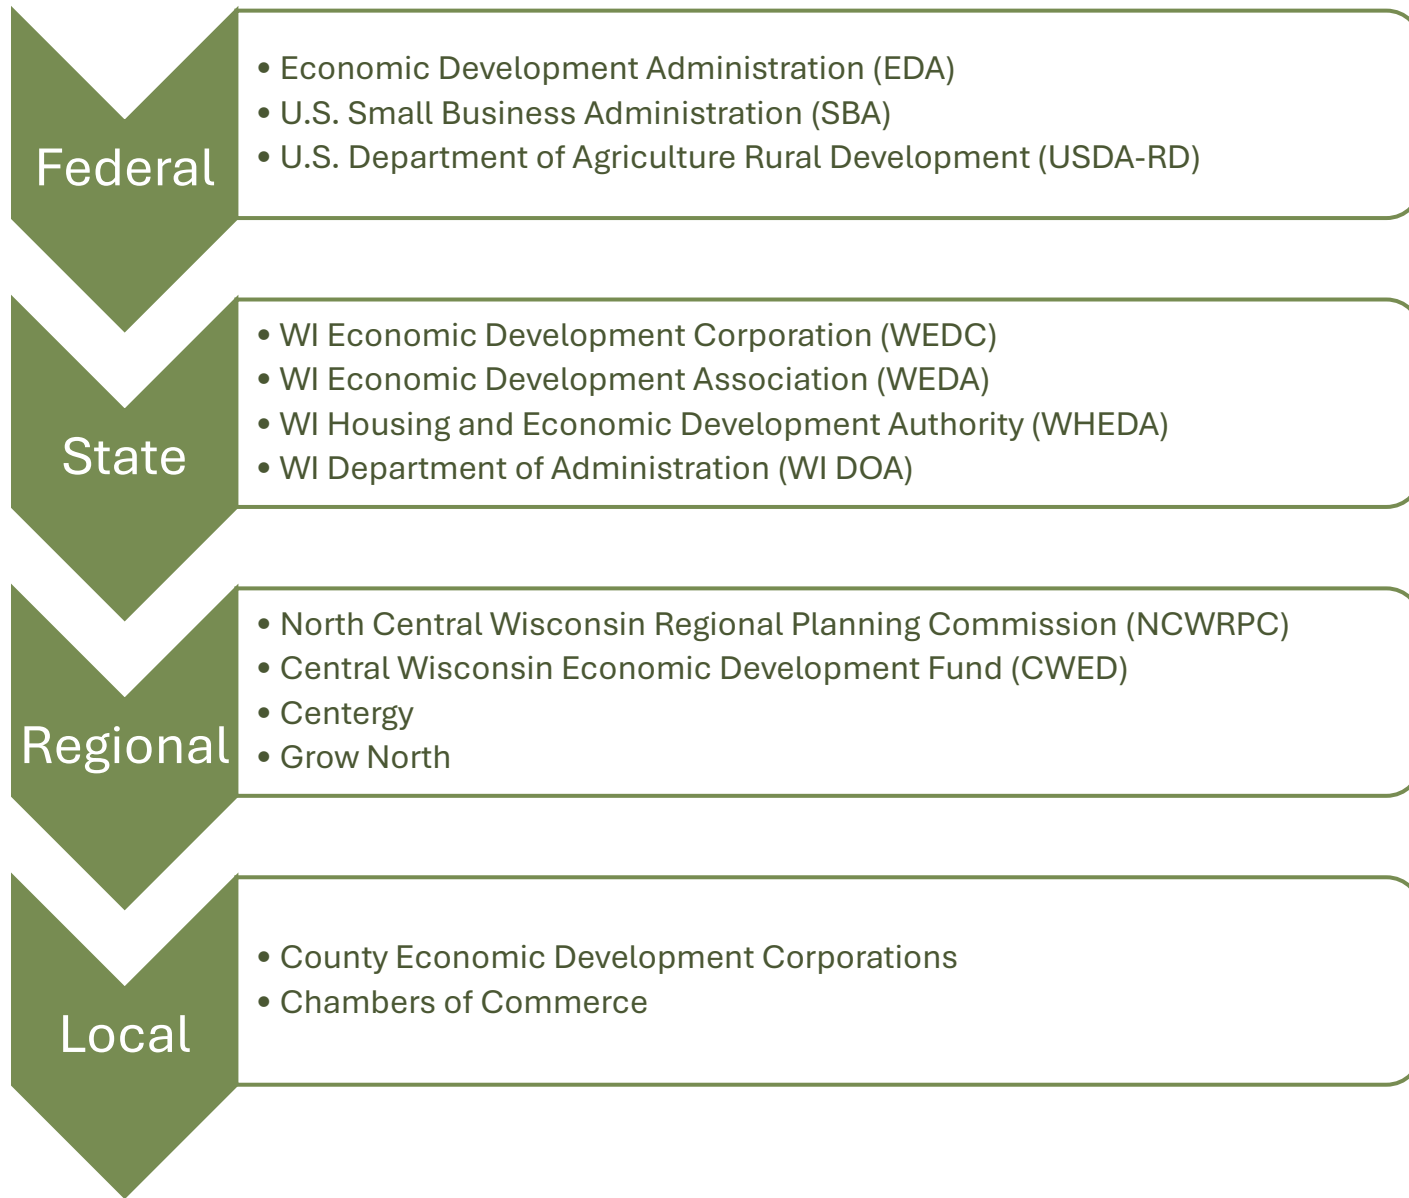 Federal
• Economic Development Administration (EDA)
• U.S. Small Business Administration (SBA)
• U.S. Department of Agriculture Rural Development (USDA-RD)
State
• WI Economic Development Corporation (WEDC)
• WI Economic Development Association (WEDA)
• WI Housing and Economic Development Authority (WHEDA)
• WI Department of Administration (WI DOA)
Regional
• North Central Wisconsin Regional Planning Commission (NCWRPC)
• Central Wisconsin Economic Development Fund (CWED)
• Centergy
• Grow North
Local
• County Economic Development Corporations
• Chambers of Commerce